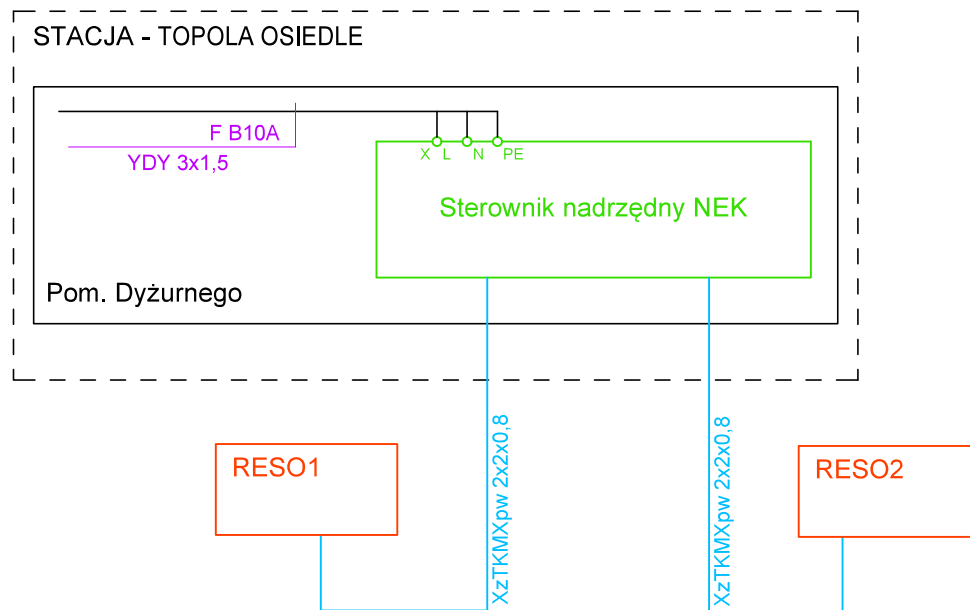 STACJA - TOPOLA OSIEDLE
F B10A
YDY 3x1,5
X L N PE
Sterownik nadrzędny NEK
Pom. Dyżurnego
XzTKMXpw 2x2x0,8
XzTKMXpw 2x2x0,8
RESO1
RESO2